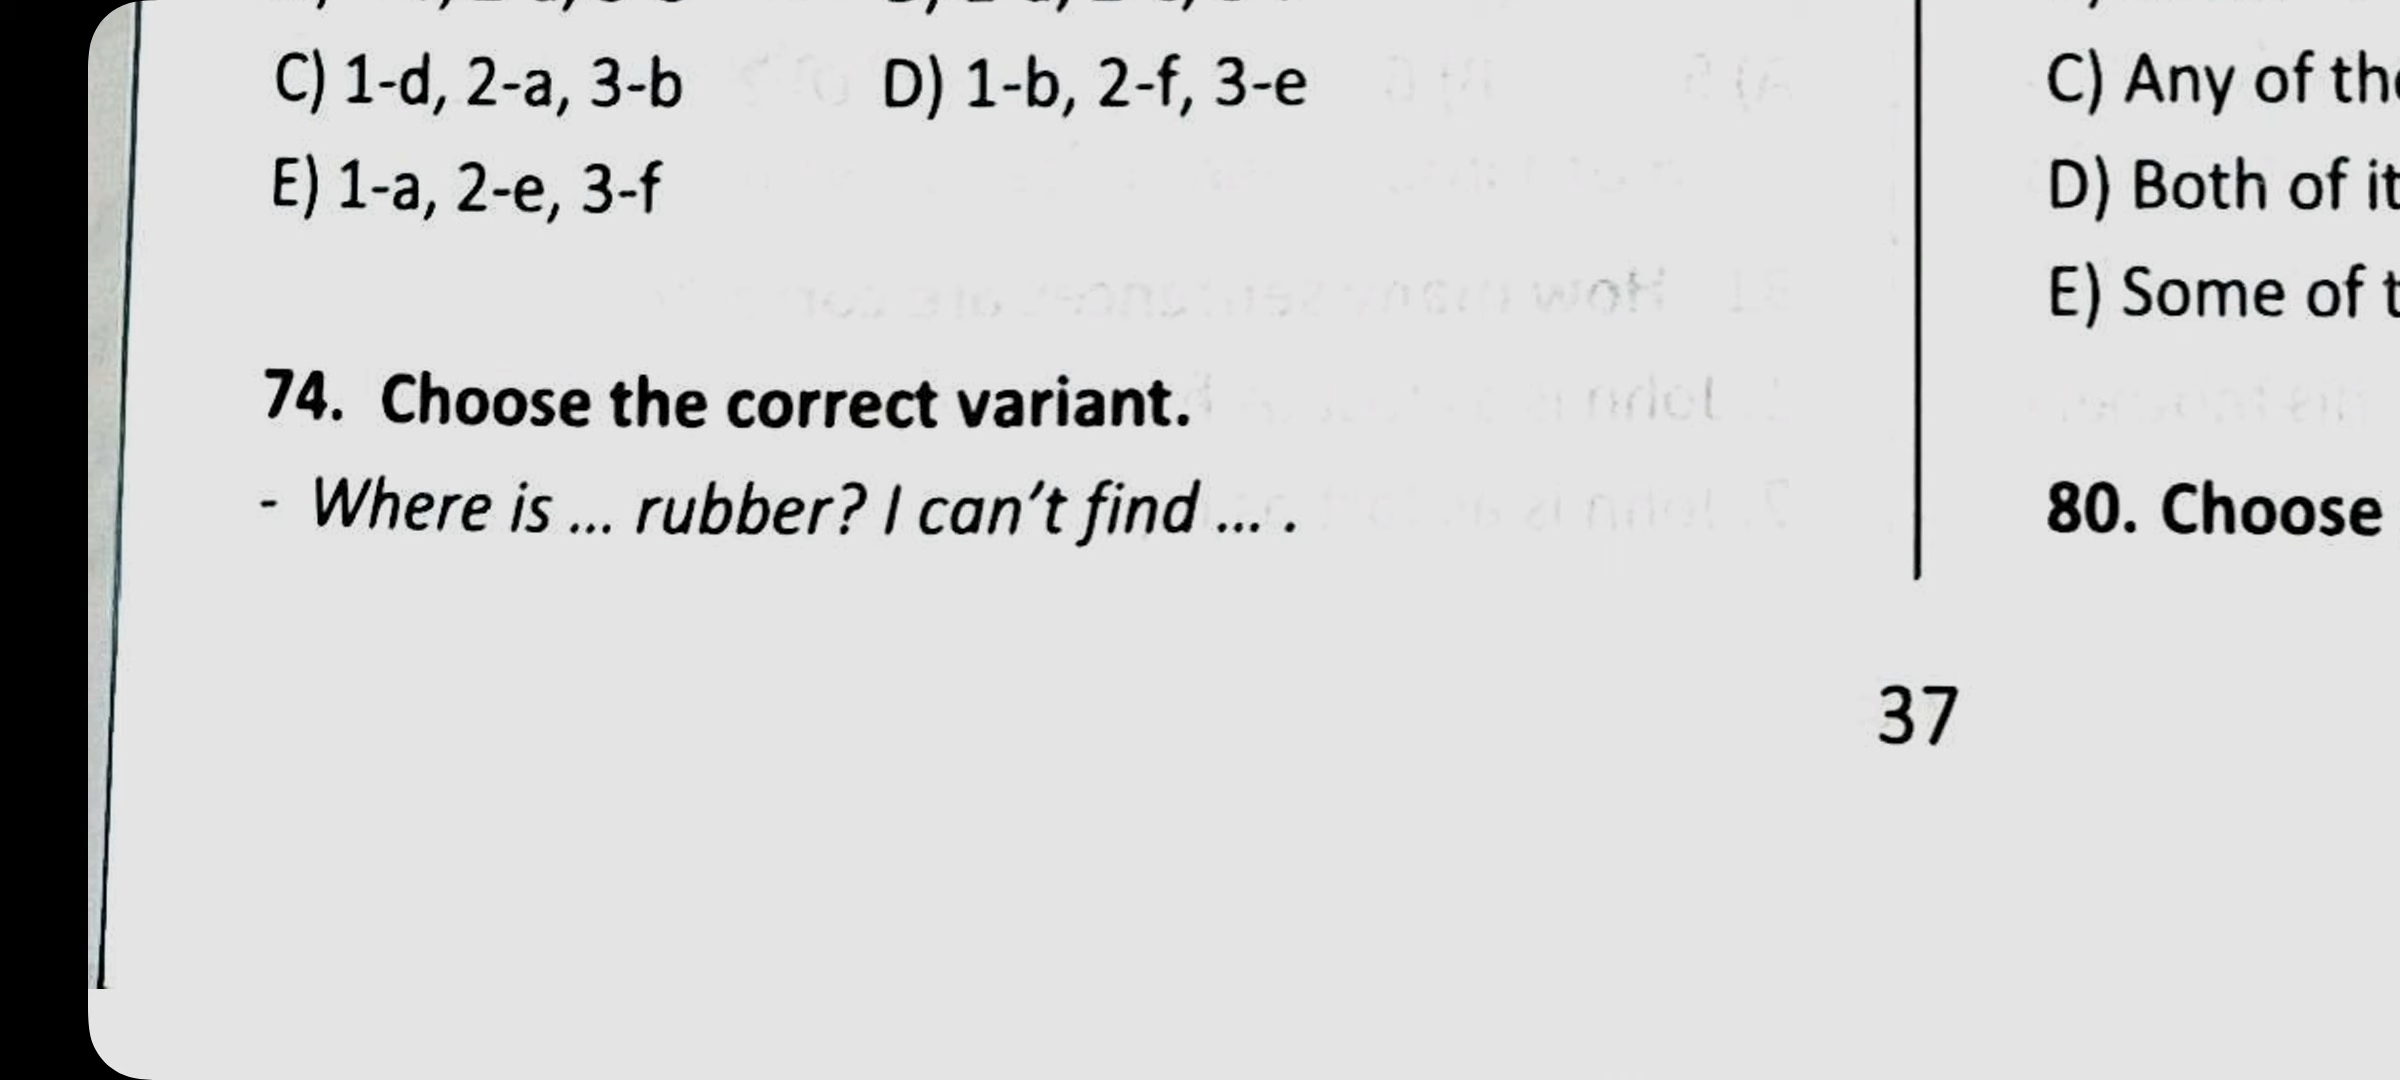 C) 1-d, 2-a, 3-b D) 1-b, 2-f, 3-e
E) 1-a, 2-e, 3-f
74. Choose the correct variant.
- Where is ... rubber? I can't find ... .
C) Any of the
D) Both of it
E) Some of t
80. Choose
37